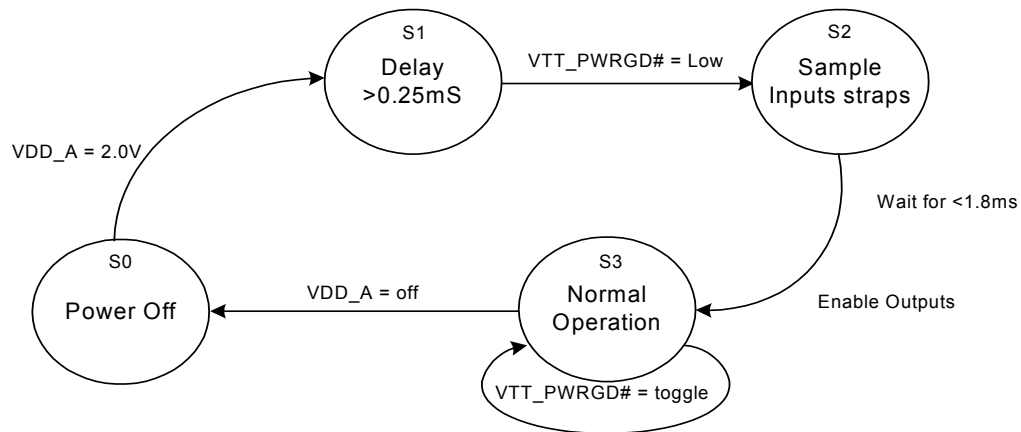 S1
Delay
>0.25mS
VTT_PWRGD# = Low
S2
Sample
Inputs straps
VDD_A = 2.0V
Wait for <1.8ms
S0
Power Off
VDD_A = off
S3
Normal
Operation
Enable Outputs
VTT_PWRGD# = toggle